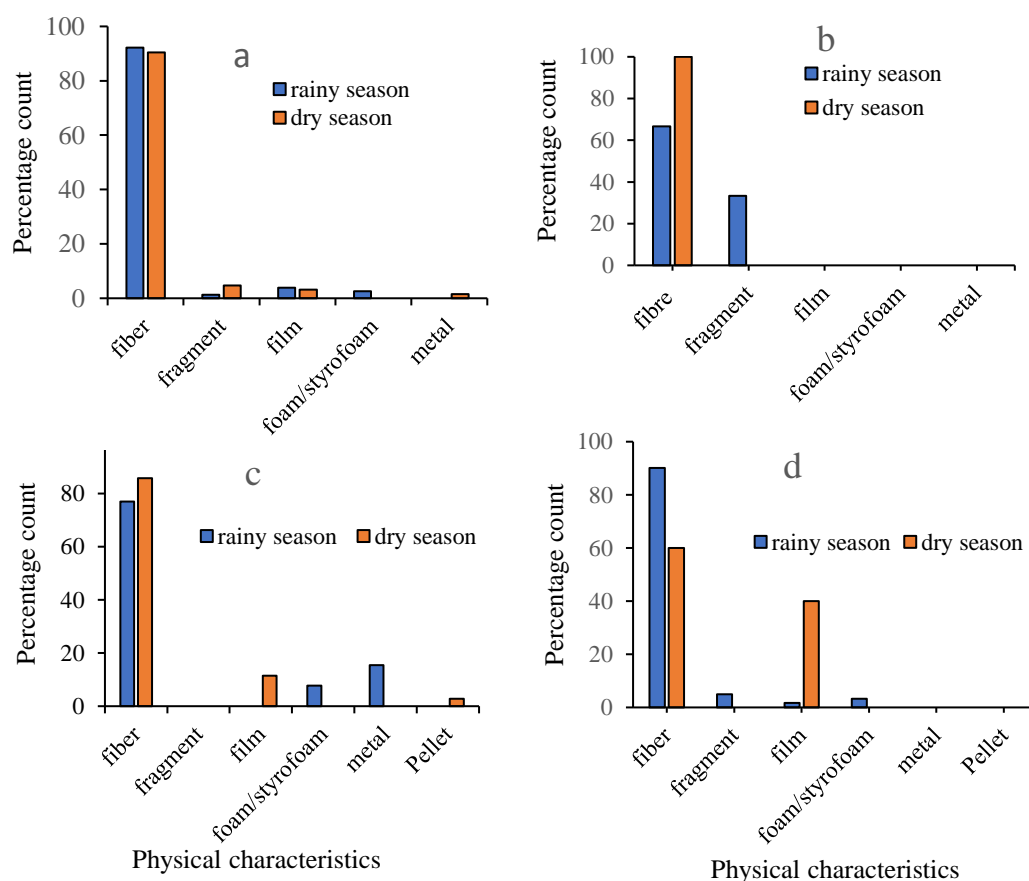 a
Percentage count
100
80
60
40
20
0
rainy season
dry season
fiber
fragment
film
foam/styrofoam
metal
b
Percentage count
100
80
60
40
20
0
rainy season
dry season
fibre
fragment
film
foam/styrofoam
metal
c
Percentage count
80
60
40
20
0
rainy season
dry season
fiber
fragment
film
foam/styrofoam
metal
Pellet
Physical characteristics
d
Percentage count
100
80
60
40
20
0
rainy season
dry season
fiber
fragment
film
foam/styrofoam
metal
Pellet
Physical characteristics